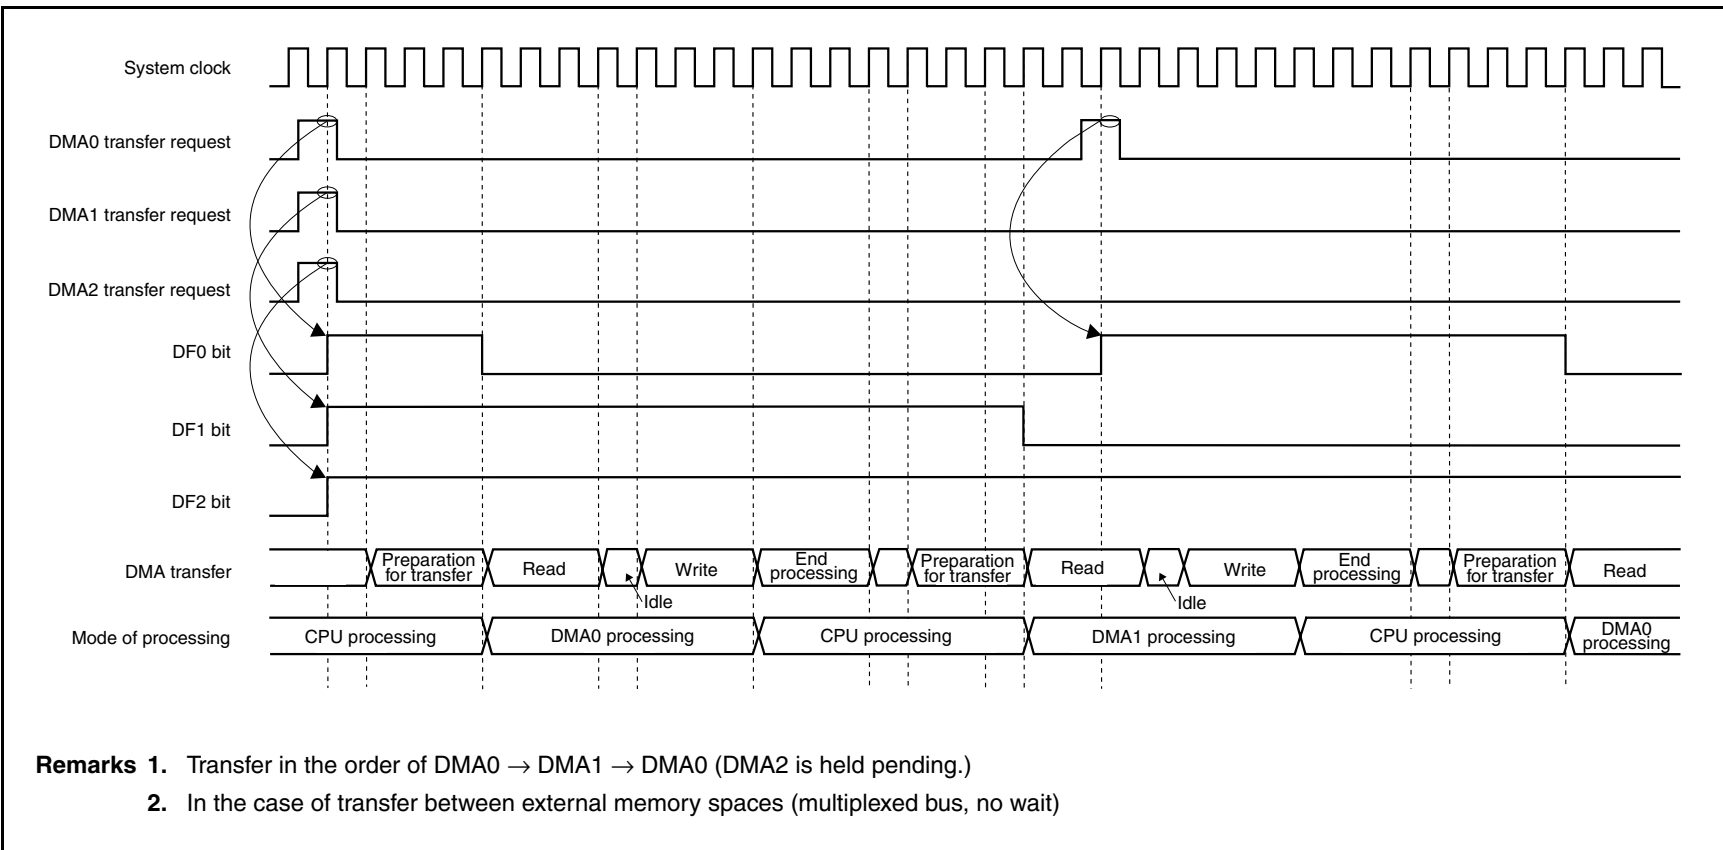 System clock
DMA0 transfer request
DMA1 transfer request
DMA2 transfer request
DF0 bit
DF1 bit
DF2 bit
DMA transfer
Preparation
for transfer
Read
Idle
Write
End
processing
Preparation
for transfer
Read
Idle
Write
End
processing
Preparation
for transfer
Read
Mode of processing
CPU processing
DMA0 processing
CPU processing
DMA1 processing
CPU processing
DMA0
processing
Remarks 1. Transfer in the order of DMA0 → DMA1 → DMA0 (DMA2 is held pending.)
2. In the case of transfer between external memory spaces (multiplexed bus, no wait)